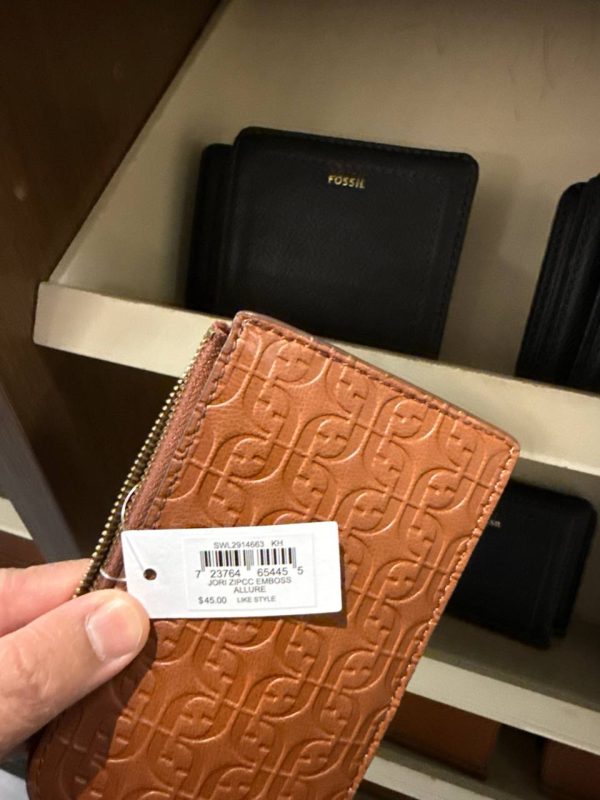 FOSSIL
SWL2914663 KH
7 23764 65445 5
JORI ZIPCC EMBOSS
ALLURE
$45.00 LIKE STYLE